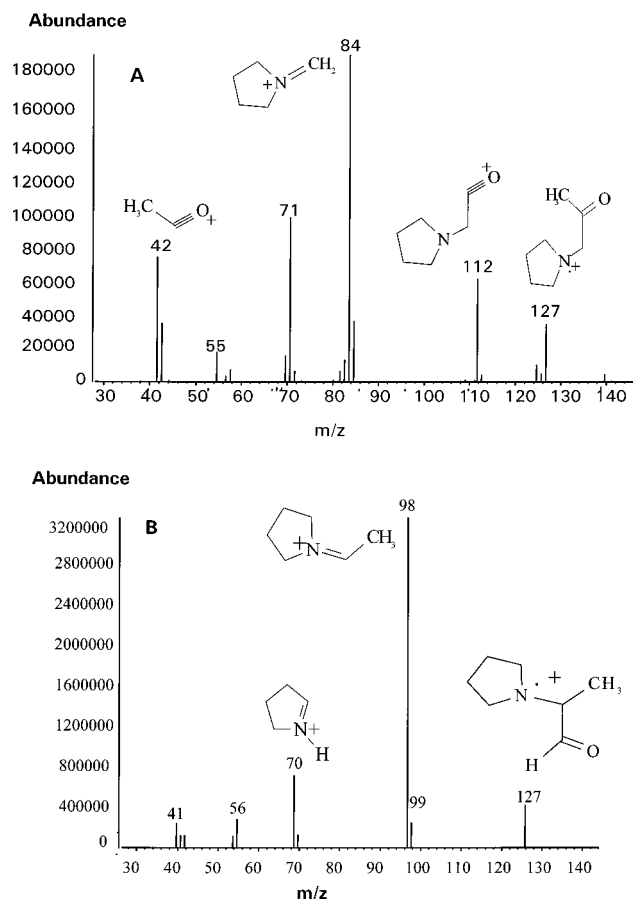 Abundance
A
180000
160000
140000
120000
100000
80000
60000
40000
20000
0
84
N
+
CH2
H3C
O
+
42
71
55
+
O
N
112
H3C
O
N
.+
127
30 40 50 60 70 80 90 100 110 120 130 140
m/z
Abundance
B
3200000
2800000
2400000
2000000
1600000
1200000
800000
400000
0
98
+
N
CH3
N
+
H
70
41
56
99
N
. +
CH3
H
O
127
30 40 50 60 70 80 90 100 110 120 130 140
m/z